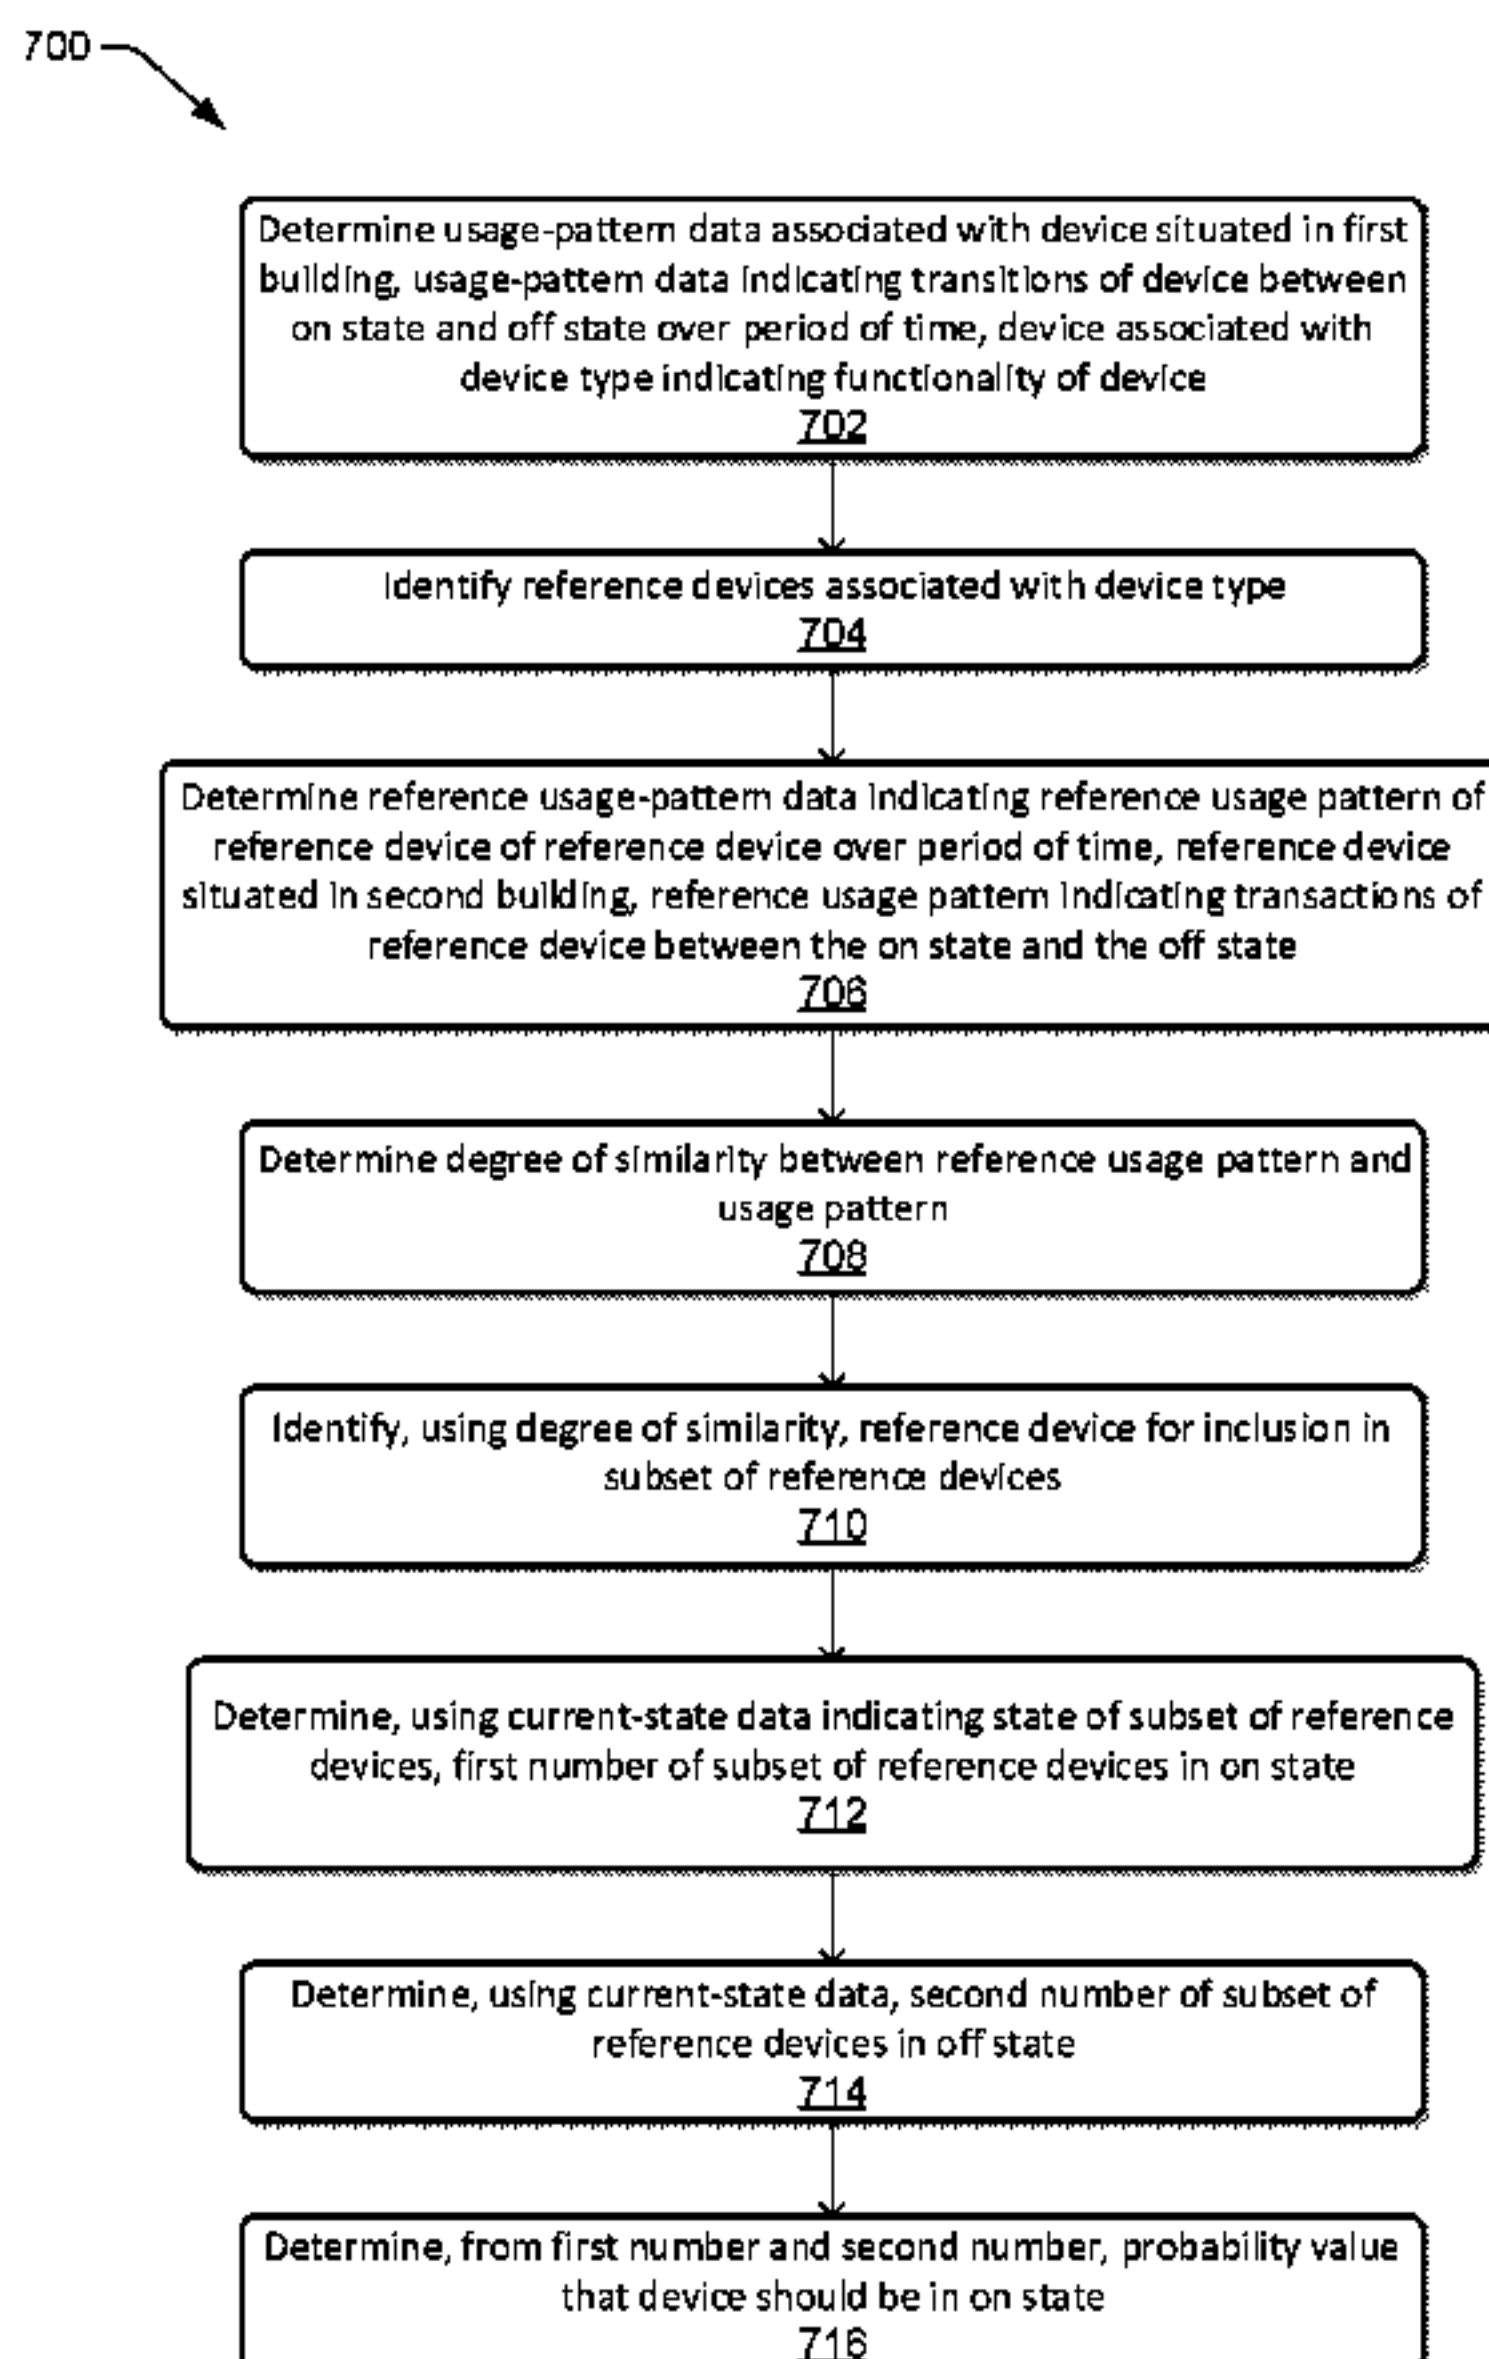 700
Determine usage-pattern data associated with device situated in first
building, usage-pattern data indicating transitions of device between
on state and off state over period of time, device associated with
device type indicating functionality of device
702
Identify reference devices associated with device type
704
Determine reference usage-pattern data indicating reference usage pattern of
reference device of reference device over period of time, reference device
situated in second building, reference usage pattern indicating transactions of
reference device between the on state and the off state
706
Determine degree of similarity between reference usage pattern and
usage pattern
708
Identify, using degree of similarity, reference device for inclusion in
subset of reference devices
710
Determine, using current-state data indicating state of subset of reference
devices, first number of subset of reference devices in on state
712
Determine, using current-state data, second number of subset of
reference devices in off state
714
Determine, from first number and second number, probability value
that device should be in on state
716